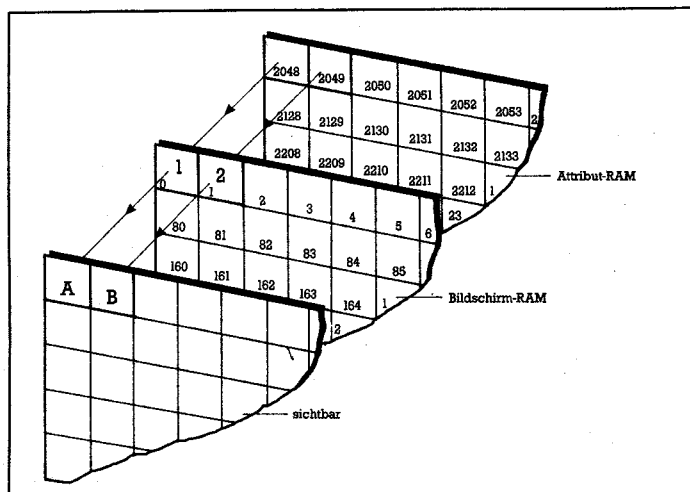 2048 2049 2050 2051 2052 2053 2
2128 2129 2130 2131 2132 2133
2208 2209 2210 2211 2212 1
23
Attribut-RAM
1 2
0 1 2 3 4 5 6
80 81 82 83 84 85
160 161 162 163 164 1
2
Bildschirm-RAM
A B
sichtbar